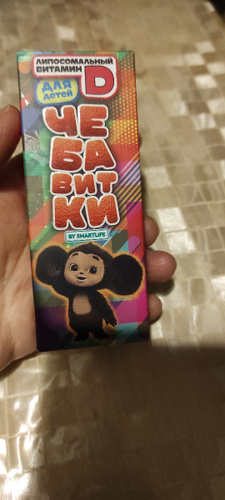 ЛИПОСОМАЛЬНЫЙ
ВИТАМИН D
ДЛЯ
ДЕТЕЙ
ЧЕ
БА
ВИТ
КИ
BY SMARTLIFE